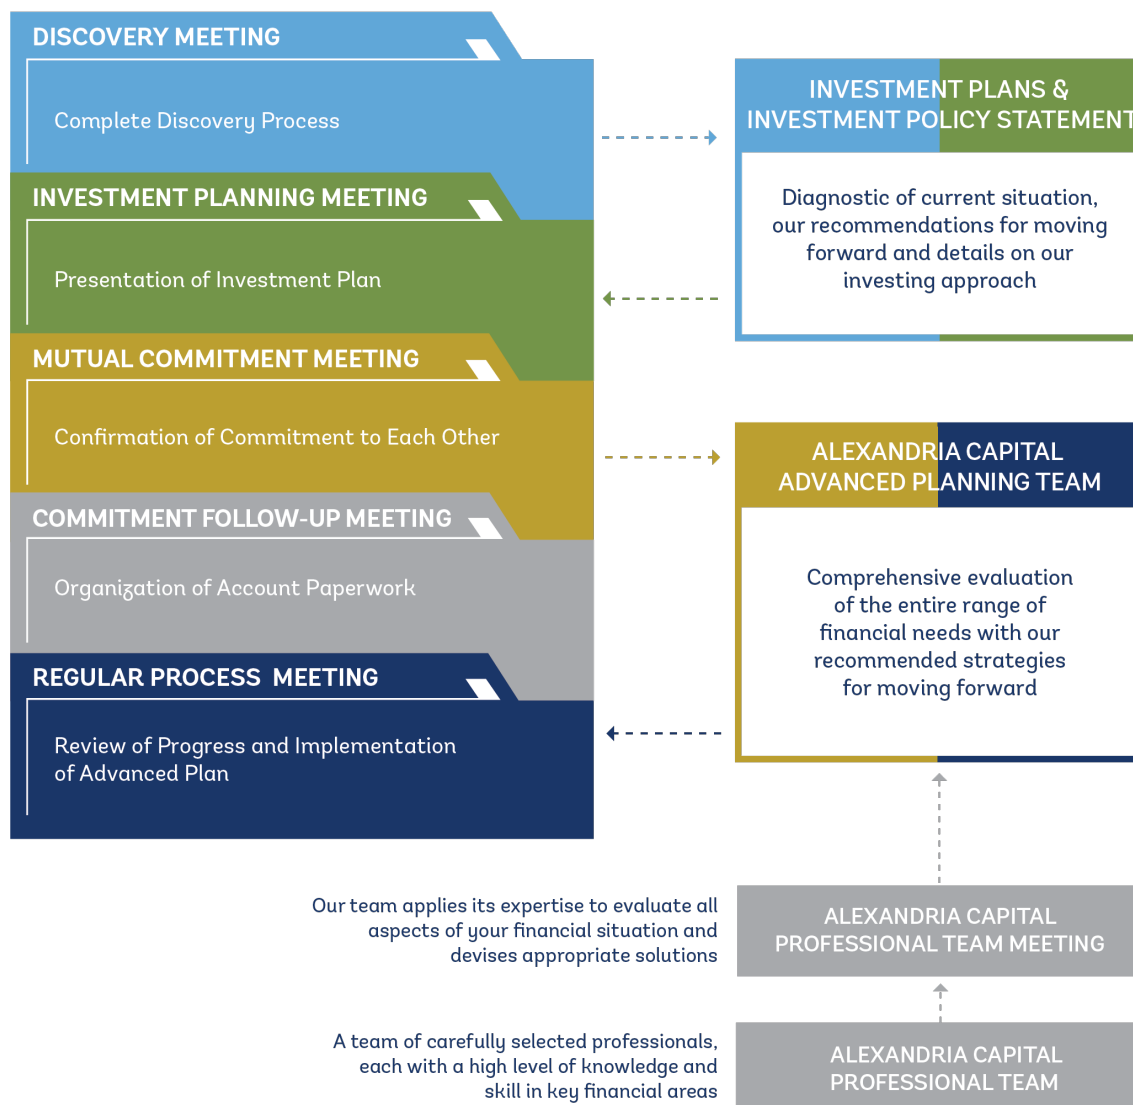 DISCOVERY MEETING
Complete Discovery Process
INVESTMENT PLANNING MEETING
Presentation of Investment Plan
MUTUAL COMMITMENT MEETING
Confirmation of Commitment to Each Other
COMMITMENT FOLLOW-UP MEETING
Organization of Account Paperwork
REGULAR PROCESS MEETING
Review of Progress and Implementation
of Advanced Plan
INVESTMENT PLANS &
INVESTMENT POLICY STATEMENT
Diagnostic of current situation,
our recommendations for moving
forward and details on our
investing approach
ALEXANDRIA CAPITAL
ADVANCED PLANNING TEAM
Comprehensive evaluation
of the entire range of
financial needs with our
recommended strategies
for moving forward
Our team applies its expertise to evaluate all
aspects of your financial situation and
devises appropriate solutions
ALEXANDRIA CAPITAL
PROFESSIONAL TEAM MEETING
A team of carefully selected professionals,
each with a high level of knowledge and
skill in key financial areas
ALEXANDRIA CAPITAL
PROFESSIONAL TEAM